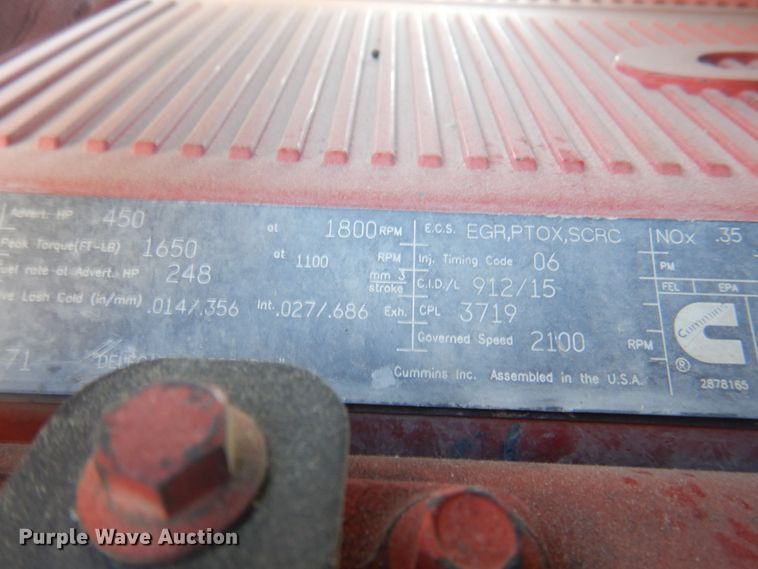 Advert. HP 450 at 1800 RPM
Peak Torque(FT-LB) 1650 at 1100 RPM
Fuel rate at Advert. HP 248 mm 3 stroke
Lash Cold (in/mm) .014/.356 Int. .027/.686 Exh.
71
E.C.S. EGR,PTOX,SCRC
Inj. Timing Code 06
C.I.D/L 912/15
CPL 3719
Governed Speed 2100 RPM
Cummins Inc. Assembled in the U.S.A.
NOx .35
PM
FEL EPA
Cummins
®
2878165
Purple Wave Auction